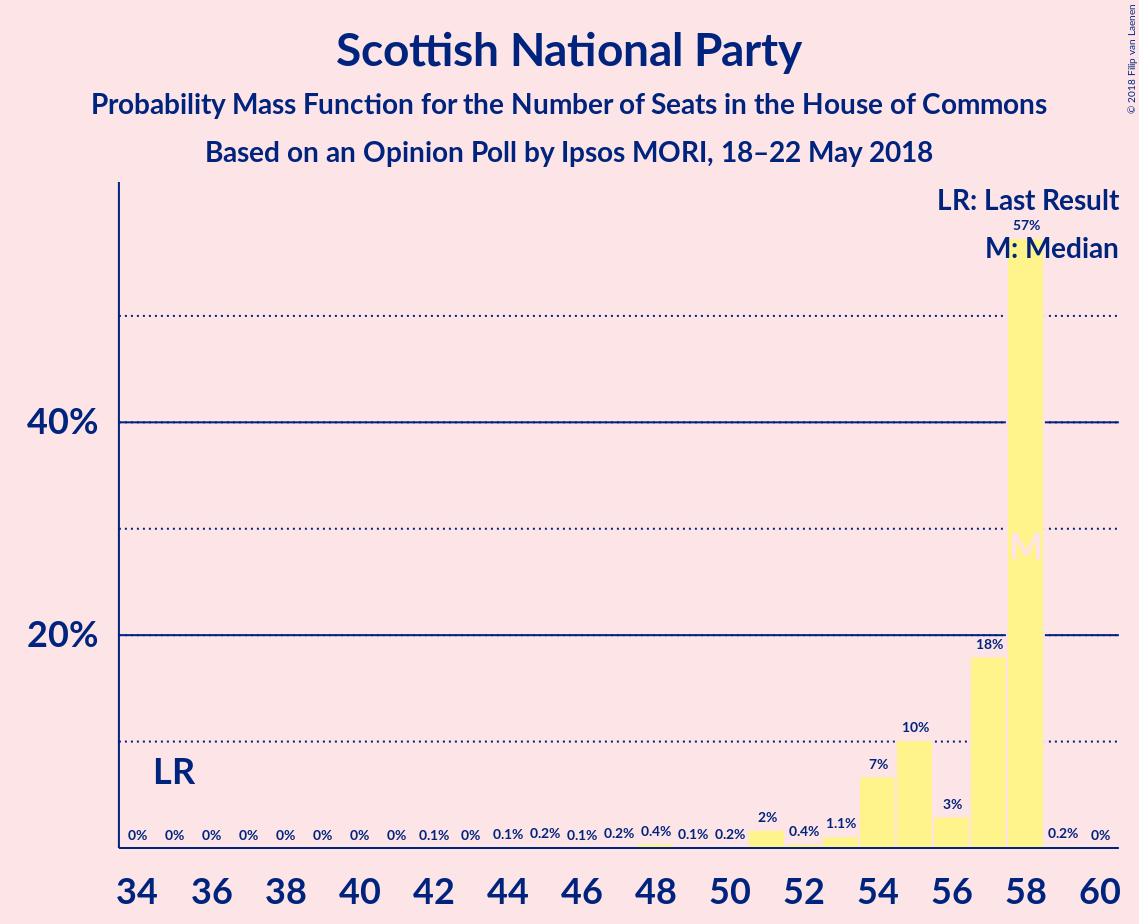 Scottish National Party
Probability Mass Function for the Number of Seats in the House of Commons
Based on an Opinion Poll by Ipsos MORI, 18–22 May 2018
© 2018 Filip van Laenen
LR: Last Result
57%
M: Median
40%
M
20%
18%
10%
LR
7%
3%
0% 0% 0% 0% 0% 0% 0% 0% 0.1% 0% 0.1% 0.2% 0.1% 0.2% 0.4% 0.1% 0.2% 2% 0.4% 1.1% 0.2% 0%
34 36 38 40 42 44 46 48 50 52 54 56 58 60